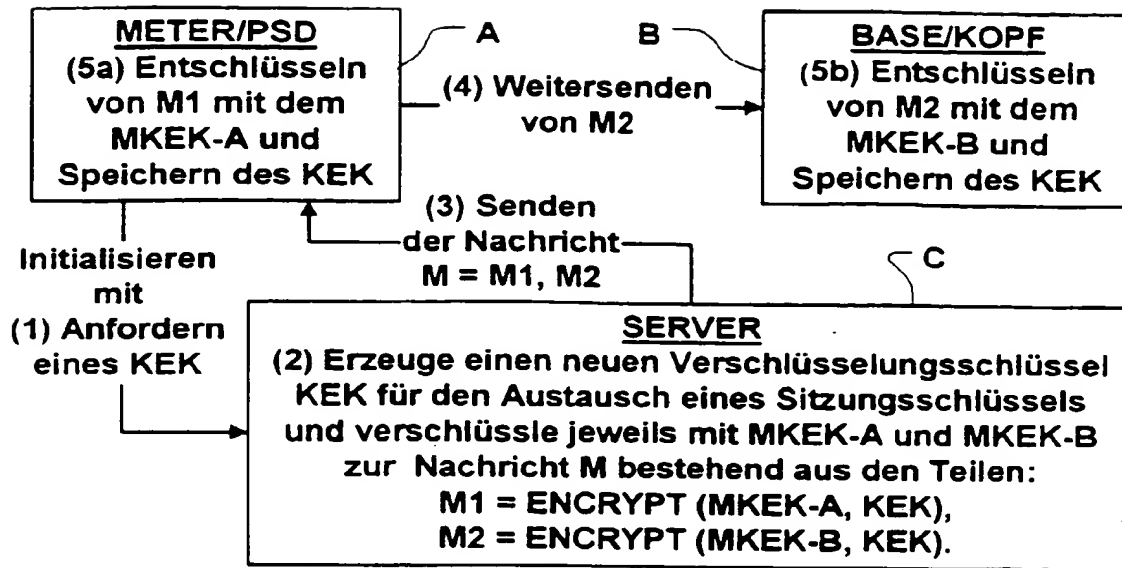 METER/PSD
(5a) Entschlüsseln
von M1 mit dem
MKEK-A und
Speichern des KEK
A
B
BASE/KOPF
(5b) Entschlüsseln
von M2 mit dem
MKEK-B und
Speichern des KEK
(4) Weitersenden
von M2
(3) Senden
der Nachricht
M = M1, M2
Initialisieren
mit
(1) Anfordern
eines KEK
C
SERVER
(2) Erzeuge einen neuen Verschlüsselungsschlüssel
KEK für den Austausch eines Sitzungsschlüssels
und verschlüssle jeweils mit MKEK-A und MKEK-B
zur Nachricht M bestehend aus den Teilen:
M1 = ENCRYPT (MKEK-A, KEK),
M2 = ENCRYPT (MKEK-B, KEK).